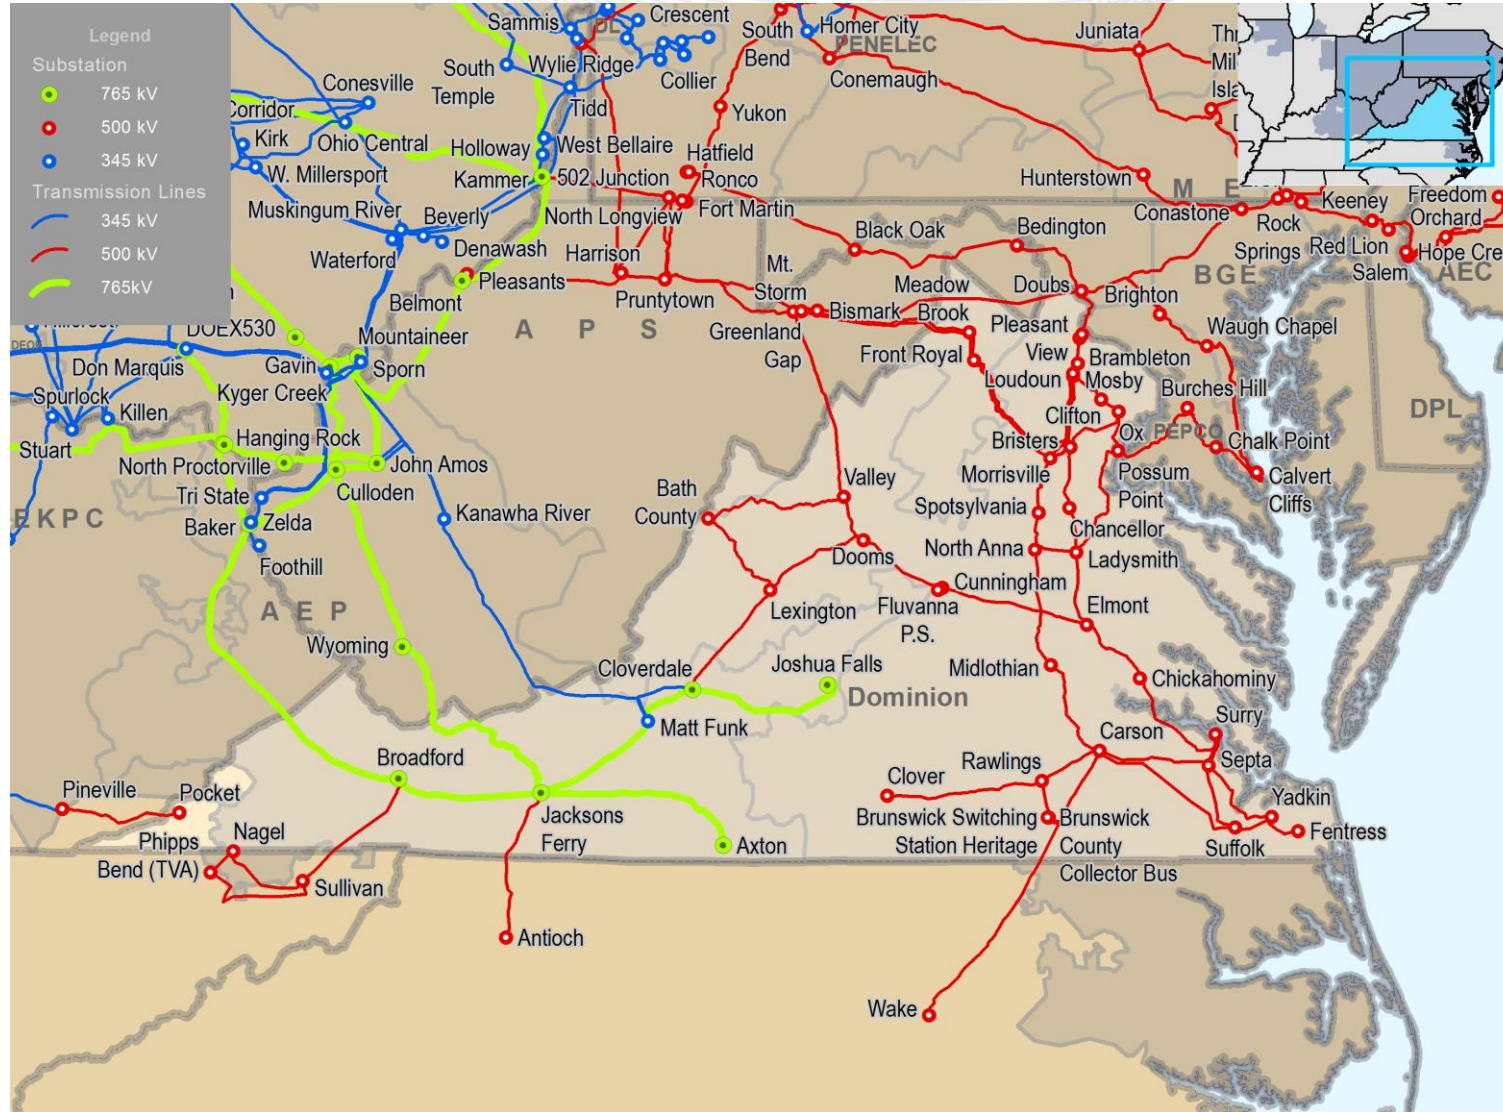 Legend
Substation
765 kV
500 kV
345 kV
Transmission Lines
345 kV
500 kV
765kV
Sammis
Crescent
DL
South
Bend
Homer City
PENELEC
Juniata
Conemaugh
Wylie Ridge
South
Temple
Collier
Tidd
Conesville
Corridor
Kirk
Ohio Central
W. Millersport
Holloway
West Bellaire
Kammer
502 Junction
Yukon
Hatfield
Ronco
Hunterstown
North Longview
Fort Martin
Conastone
Rock
Springs
Keeney
Freedom
Orchard
Red Lion
Salem
Hope Cre
AEC
BGE
Muskingum River
Beverly
Denawash
Waterford
Harrison
Black Oak
Bedington
Belmont
Pleasants
Pruntytown
Mt.
Storm
Meadow
Brook
Doubs
Brighton
Bismark
Greenland
Gap
A P S
DOEX530
Mountaineer
Front Royal
Pleasant
View
Waugh Chapel
Don Marquis
Gavin
Sporn
Kyger Creek
Brambleton
Loudoun
Mosby
Burches Hill
Spurlock
Killen
Stuart
Clifton
Ox
PEPCO
DPL
Hanging Rock
North Proctorville
John Amos
Bristers
Chalk Point
Morrisville
Possum
Point
Calvert
Cliffs
Tri State
Culloden
Valley
Bath
County
Spotsylvania
EKPC
Baker
Zelda
Kanawha River
Chancellor
Foothill
Dooms
North Anna
Ladysmith
AEP
Cunningham
Lexington
Fluvanna
P.S.
Elmont
Wyoming
Cloverdale
Joshua Falls
Midlothian
Chickahominy
Dominion
Matt Funk
Surry
Carson
Broadford
Rawlings
Septa
Clover
Pineville
Pocket
Jacksons
Ferry
Yadkin
Brunswick Switching
Station Heritage
Brunswick
County
Collector Bus
Fentress
Suffolk
Phipps
Bend (TVA)
Nagel
Axton
Sullivan
Antioch
Wake